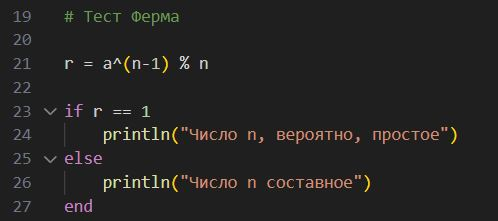 19 # Тест Ферма
20
21 r = a^(n-1) % n
22
23 if r == 1
24 println("Число n, вероятно, простое")
25 else
26 println("Число n составное")
27 end